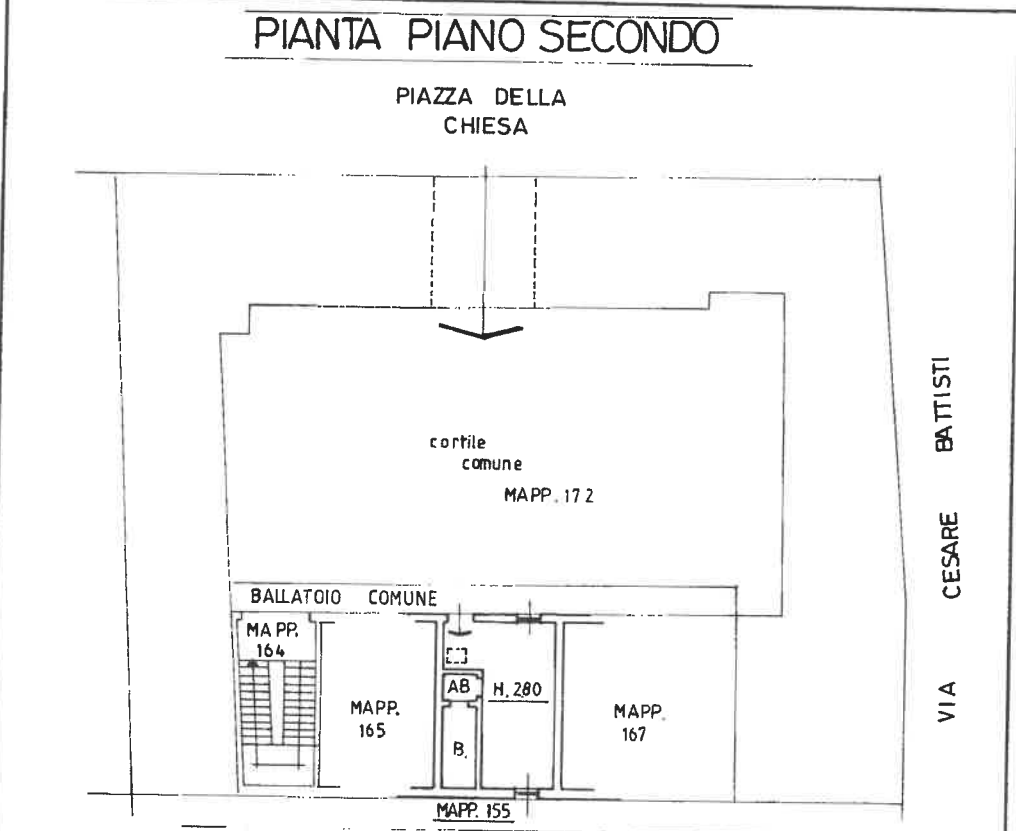 PIANTA PIANO SECONDO
PIAZZA DELLA
CHIESA
cortile
comune
MAPP. 172
VIA CESARE BATTISTI
BALLATOIO COMUNE
MAPP.
164
MAPP.
165
AB
B.
H. 280
MAPP.
167
MAPP. 155